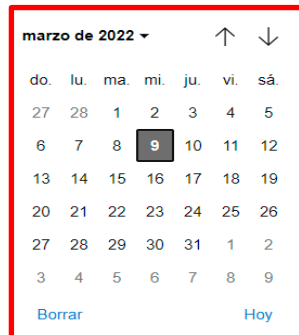 marzo de 2022
do. lu. ma. mi. ju. vi. sá.
27 28 1 2 3 4 5
6 7 8 9 10 11 12
13 14 15 16 17 18 19
20 21 22 23 24 25 26
27 28 29 30 31 1 2
3 4 5 6 7 8 9
Borrar Hoy